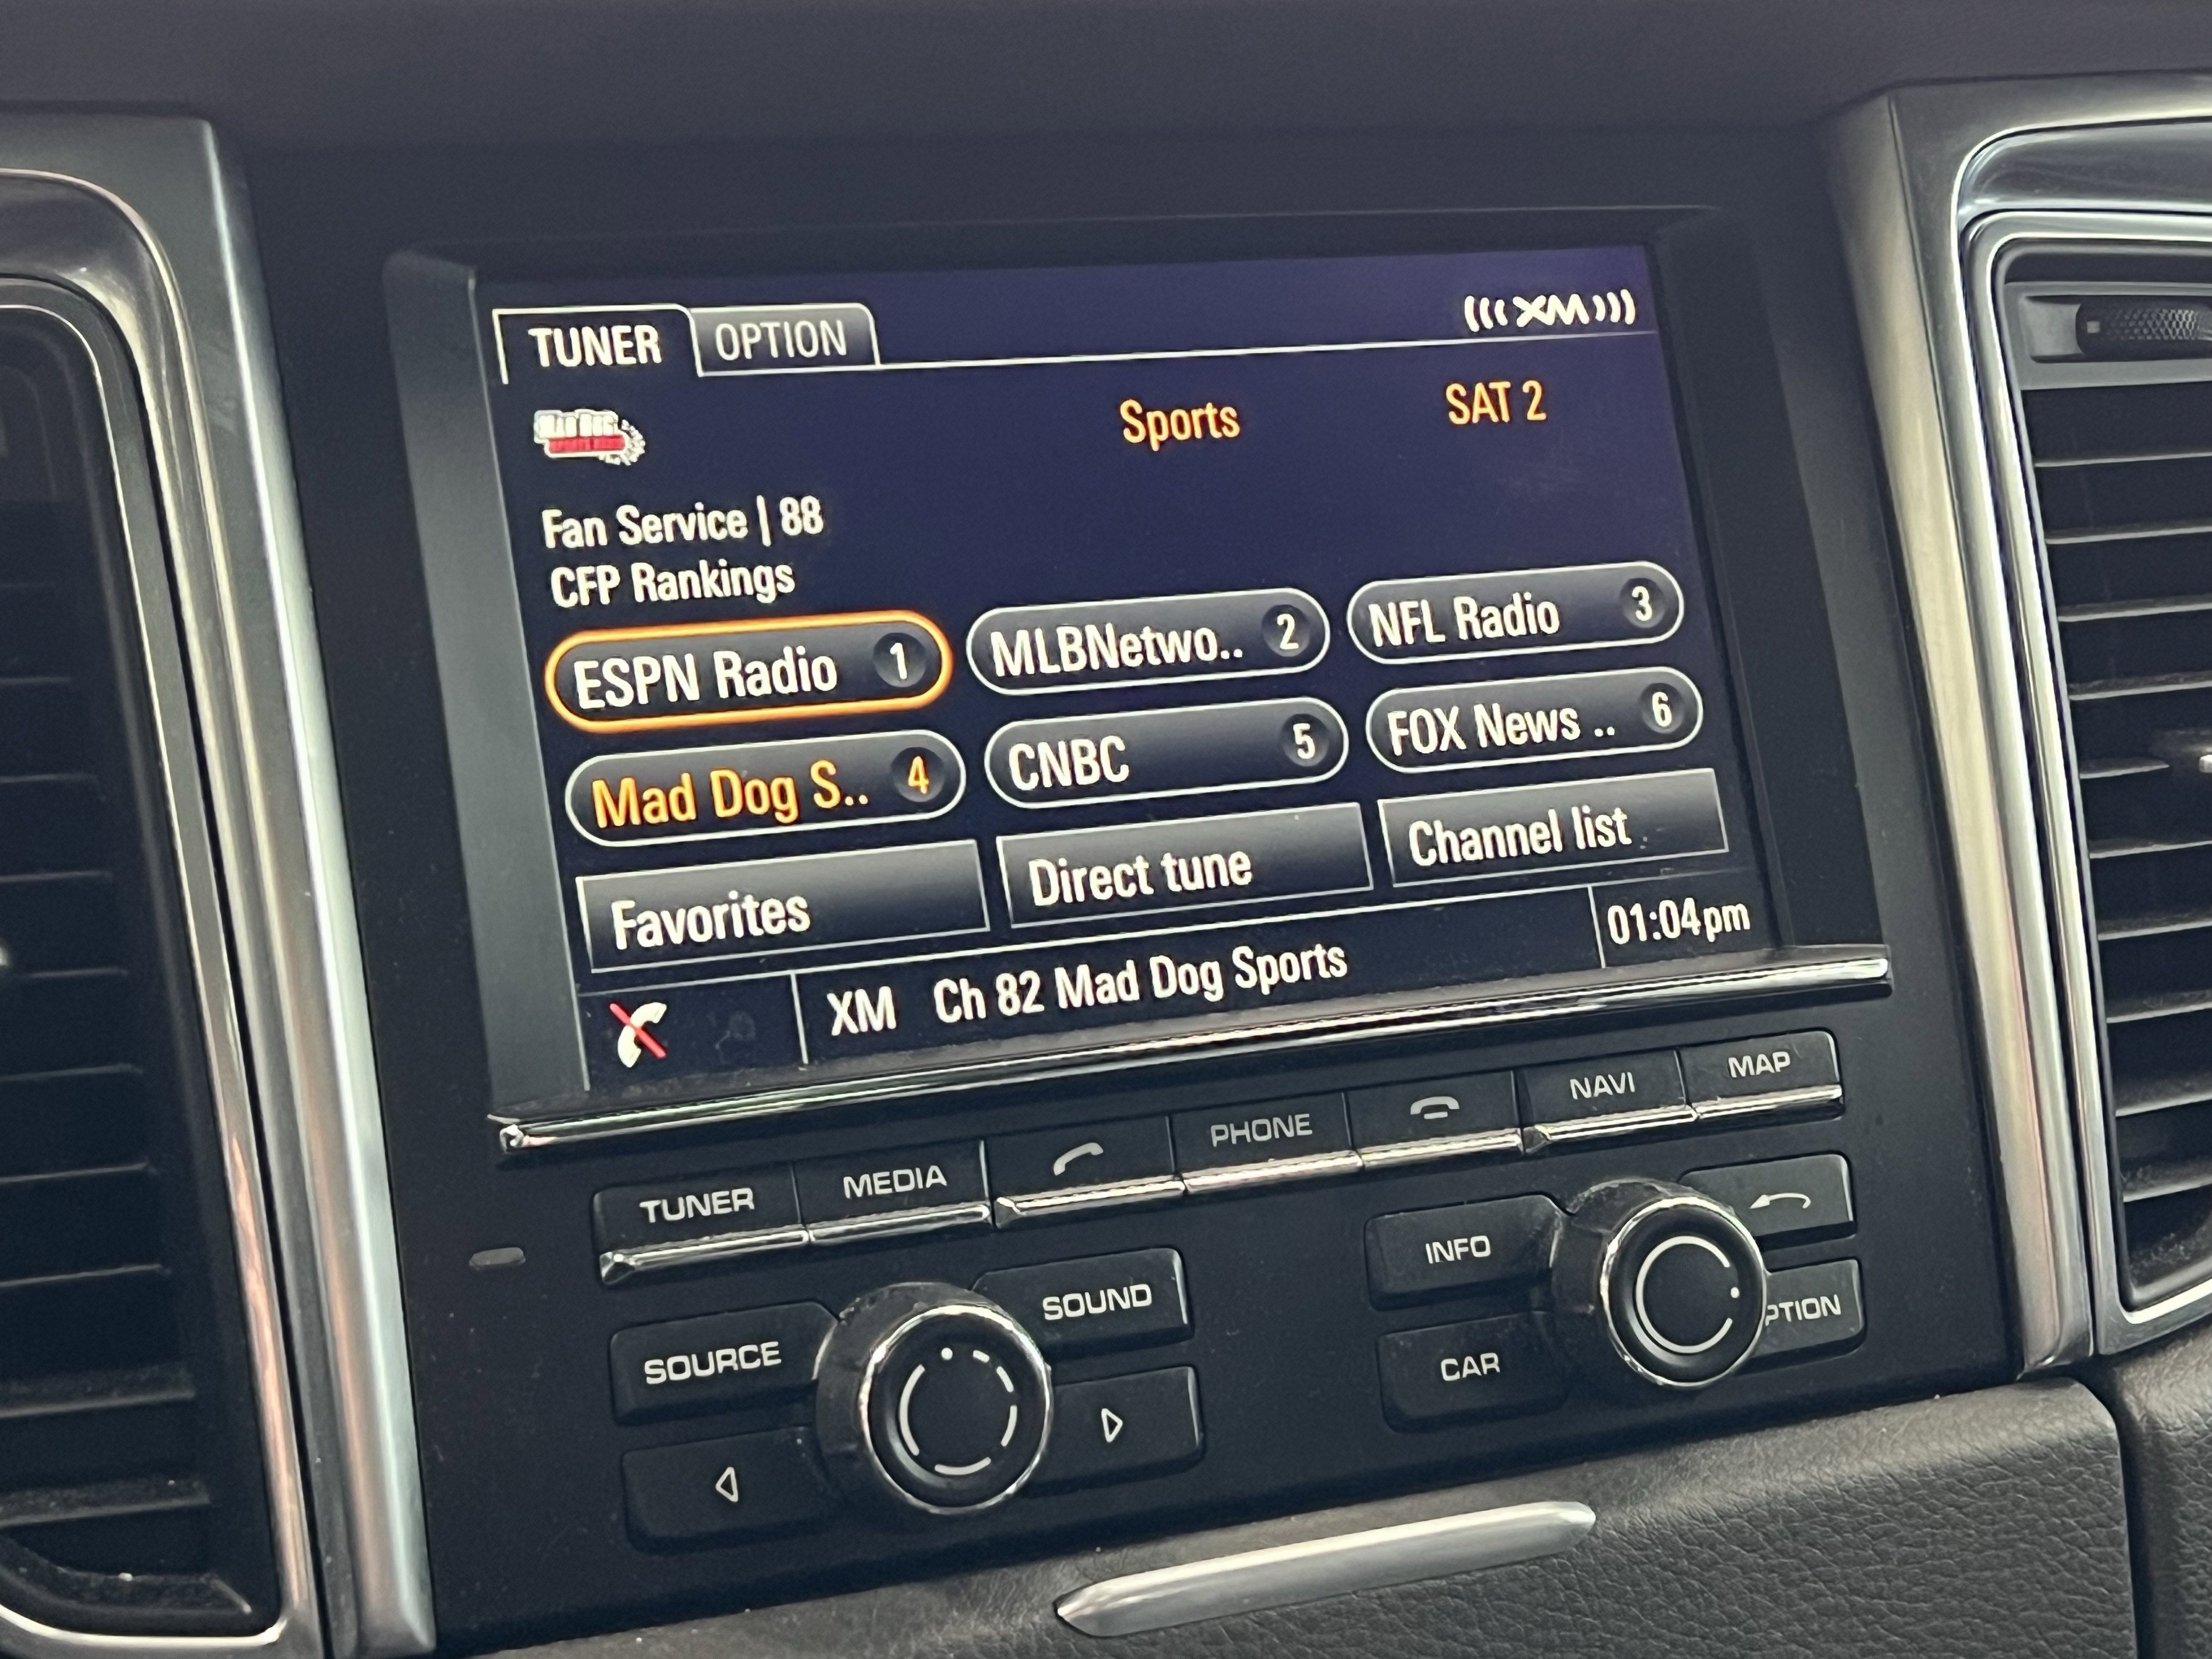 TUNER OPTION XM
MAD DOG Sports SAT 2
Fan Service | 88
CFP Rankings
ESPN Radio 1 MLBNetwo.. 2 NFL Radio 3
Mad Dog S.. 4 CNBC 5 FOX News .. 6
Favorites Direct tune Channel list
XM Ch 82 Mad Dog Sports 01:04pm
TUNER MEDIA PHONE NAVI MAP
SOURCE SOUND INFO
CAR PTION